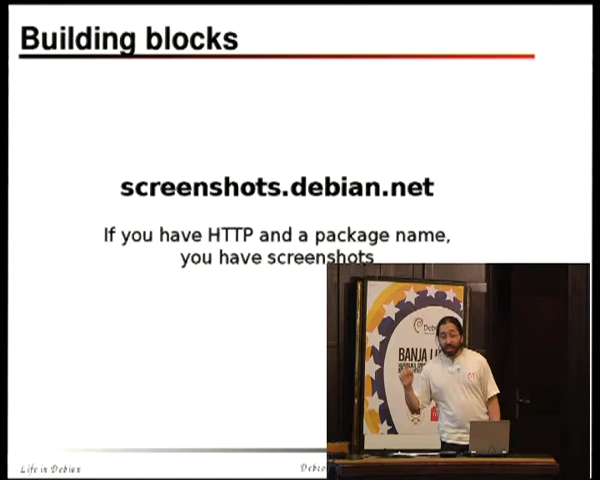 Building blocks
screenshots.debian.net
If you have HTTP and a package name,
you have screenshots
BANJA LU
Life in Debian